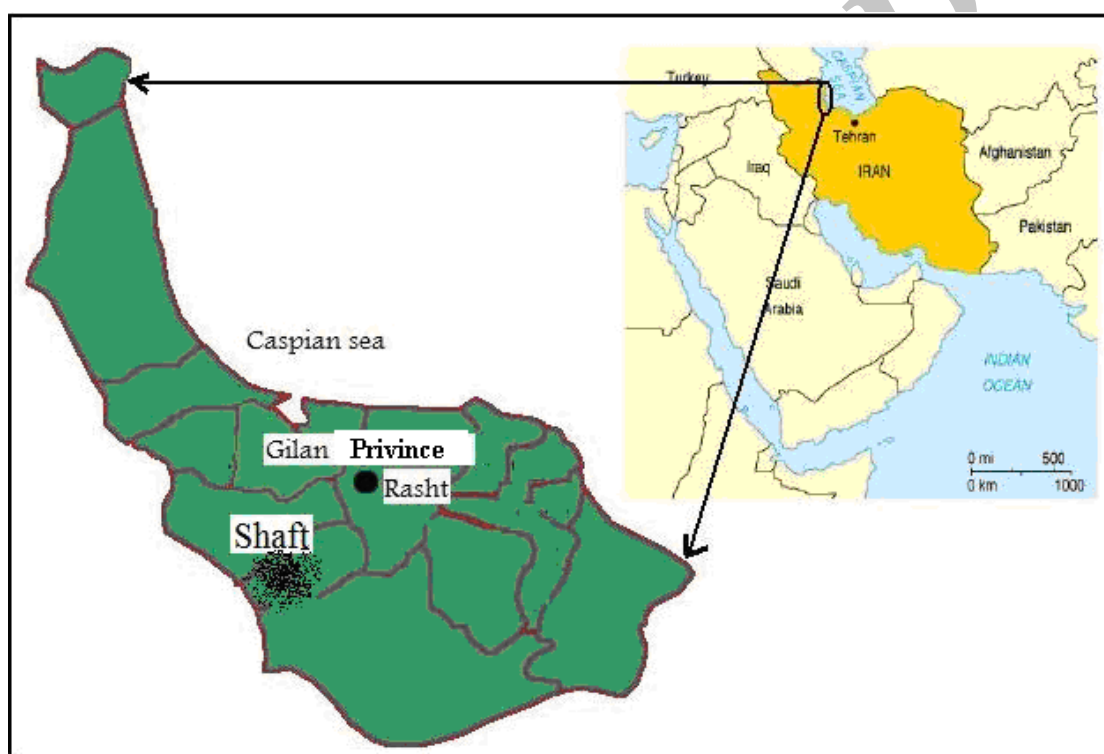 Caspian sea
Gilan Privince
Rasht
Shaft
Turkey
CASPIAN
SEA
Tehran
Afghanistan
Iraq
IRAN
Pakistan
Saudi
Arabia
INDIAN
OCEAN
0 mi 500
0 km 1000